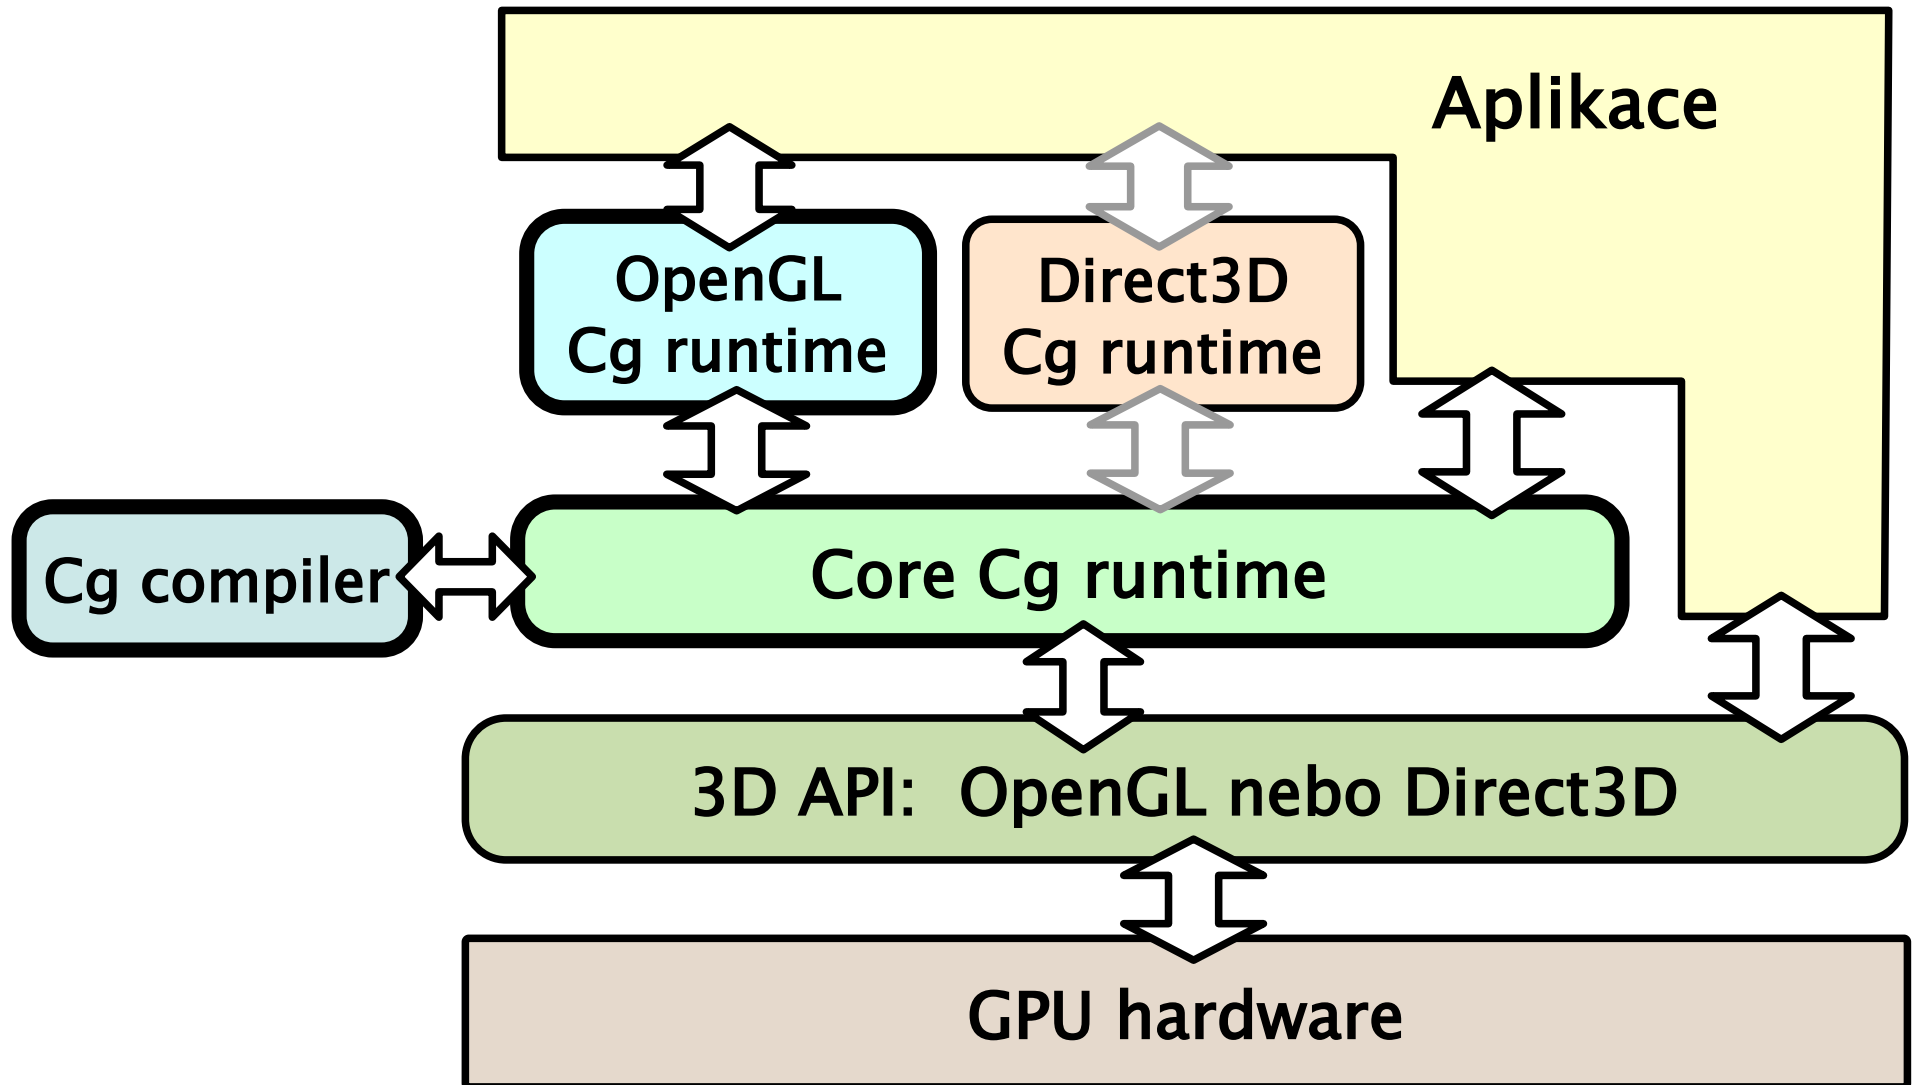 Aplikace
OpenGL
Cg runtime
Direct3D
Cg runtime
Cg compiler
Core Cg runtime
3D API: OpenGL nebo Direct3D
GPU hardware